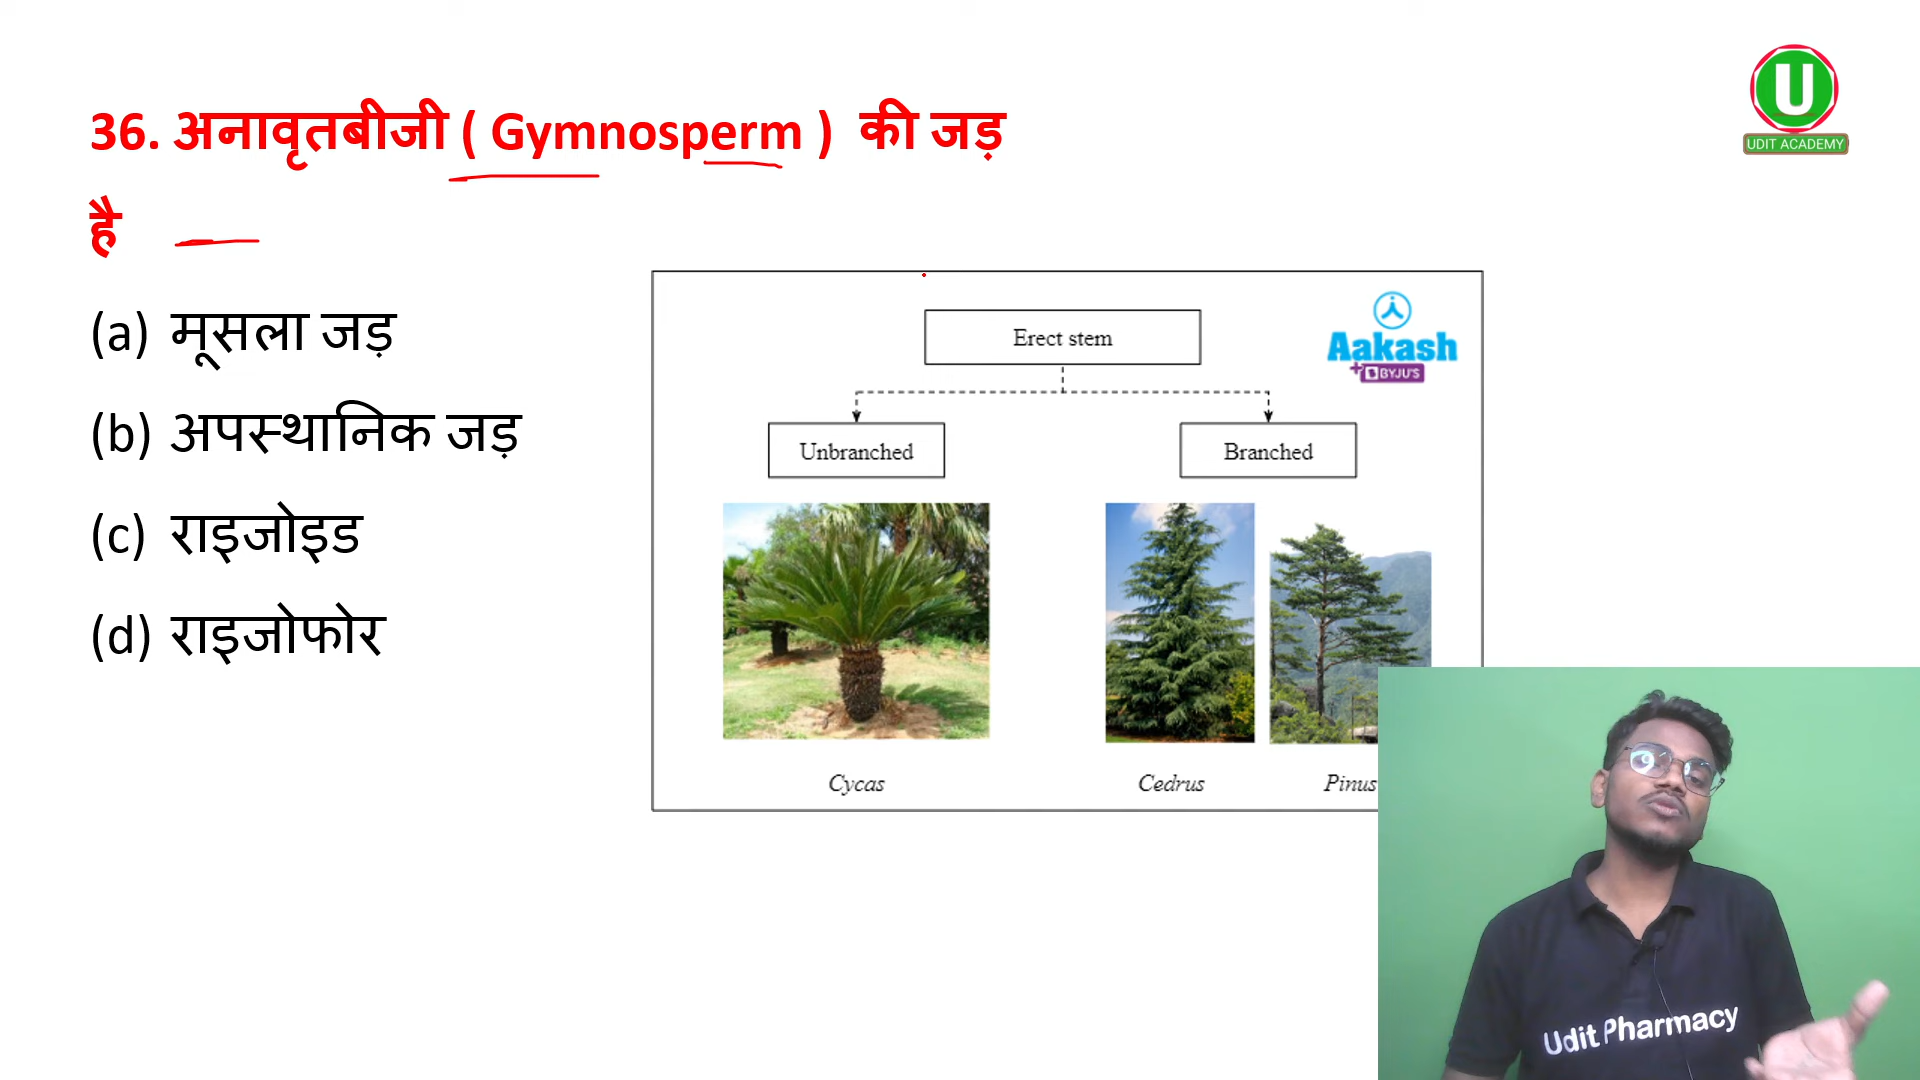 36. अनावृतबीजी ( Gymnosperm ) की जड़
है
(a) मूसला जड़
(b) अपस्थानिक जड़
(c) राइजोइड
(d) राइजोफोर
U
UDIT ACADEMY
Erect stem
Aakash
+ BYJU'S
Unbranched
Branched
Cycas
Cedrus
Pinus
Udit Pharmacy